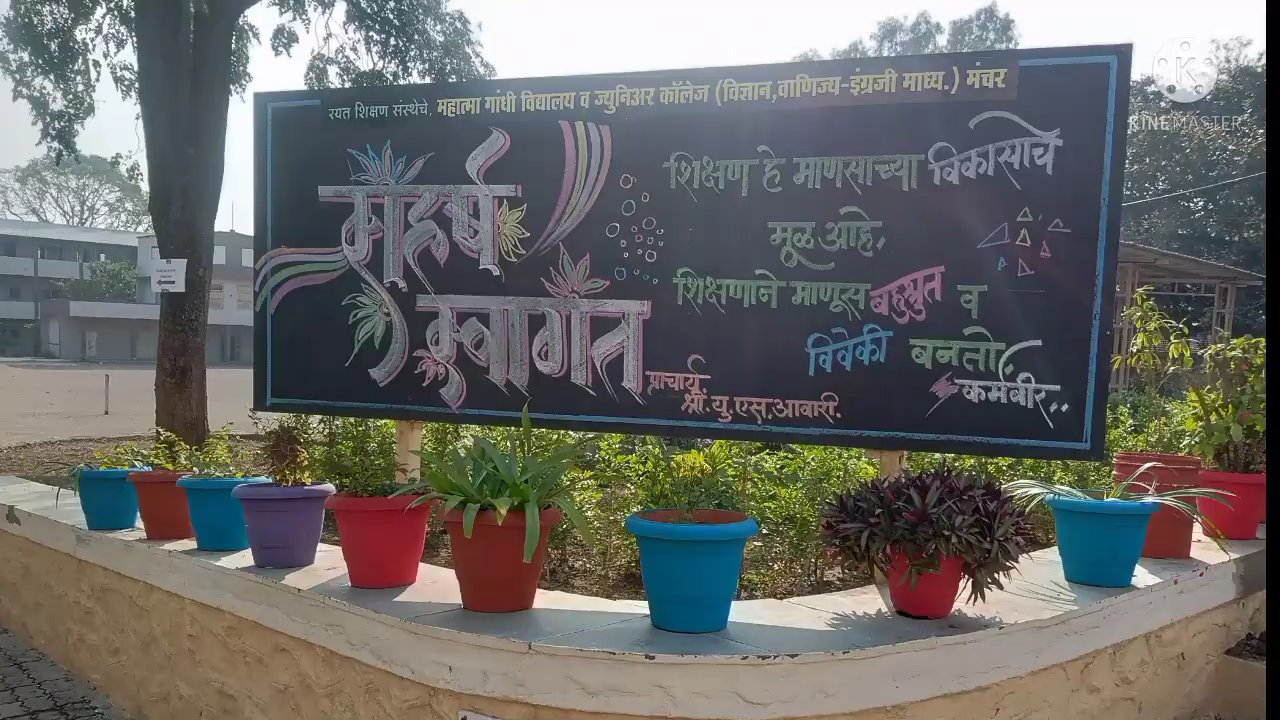 रयत शिक्षण संस्थेचे, महात्मा गांधी विद्यालय व ज्युनिअर कॉलेज (विज्ञान,वाणिज्य-इंग्रजी माध्य.) मंचर
सहर्ष
स्वागत
शिक्षण हे माणसाच्या विकासाचे
मूळ आहे.
शिक्षणाने माणूस बहुश्रुत व
विवेकी बनतो.
कर्मवीर..
प्राचार्य.
श्री. यु. एस. आवारी.
KINEMASTER